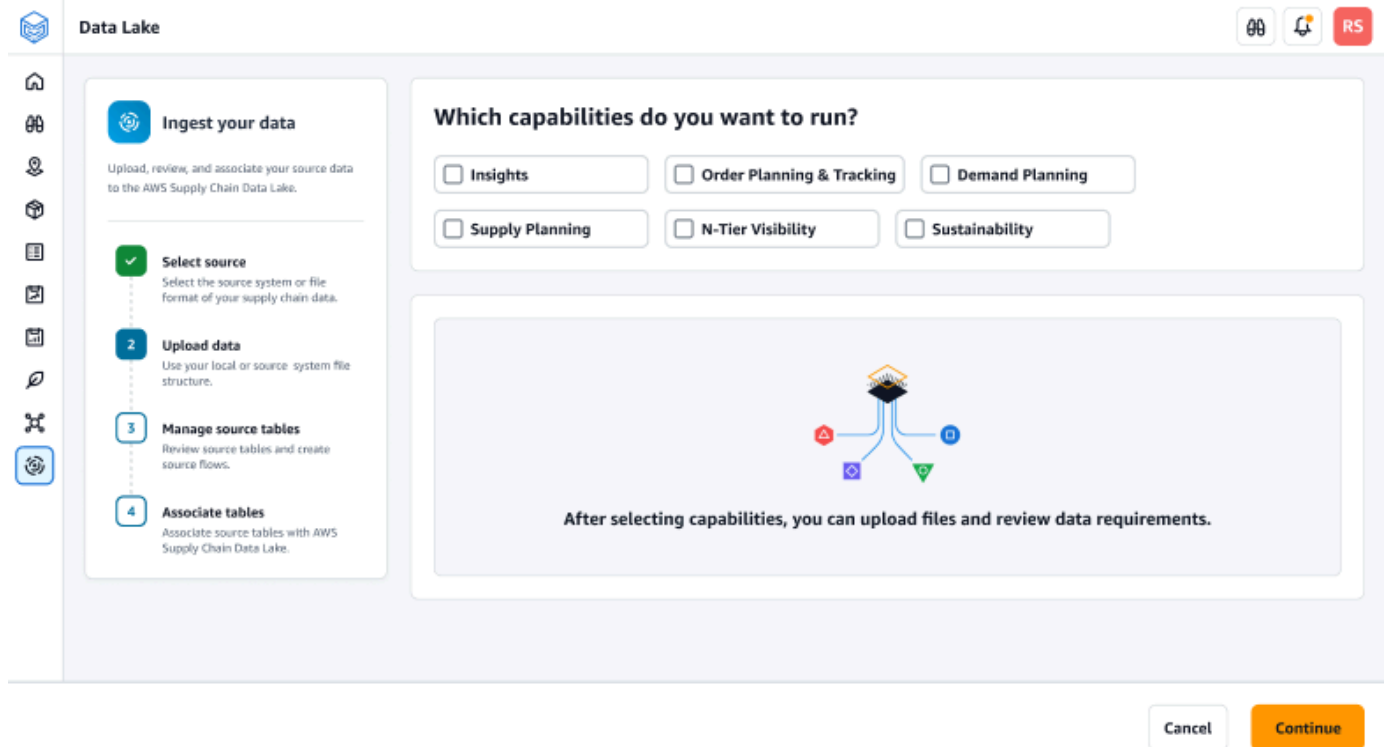 Data Lake
RS
Ingest your data
Upload, review, and associate your source data
to the AWS Supply Chain Data Lake.
Select source
Select the source system or file
format of your supply chain data.
2
Upload data
Use your local or source system file
structure.
3
Manage source tables
Review source tables and create
source flows.
4
Associate tables
Associate source tables with AWS
Supply Chain Data Lake.
Which capabilities do you want to run?
Insights
Order Planning & Tracking
Demand Planning
Supply Planning
N-Tier Visibility
Sustainability
After selecting capabilities, you can upload files and review data requirements.
Cancel
Continue